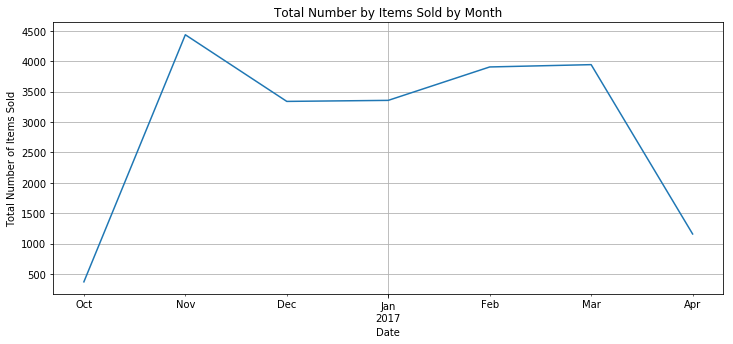 Total Number by Items Sold by Month
Total Number of Items Sold
4500
4000
3500
3000
2500
2000
1500
1000
500
Oct Nov Dec Jan Feb Mar Apr
2017
Date